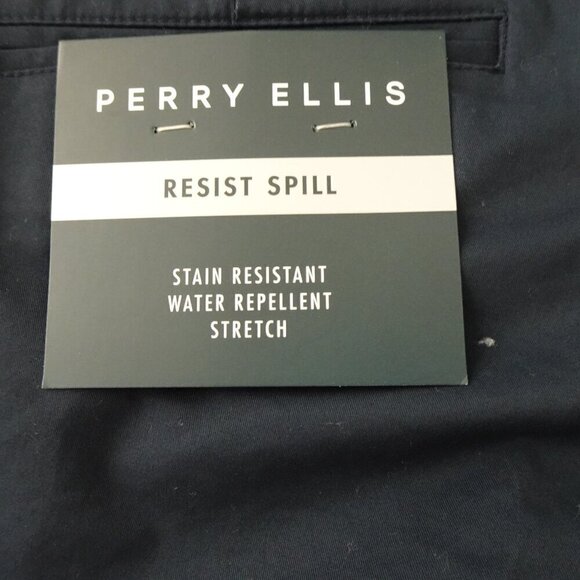 PERRY ELLIS
RESIST SPILL
STAIN RESISTANT
WATER REPELLENT
STRETCH